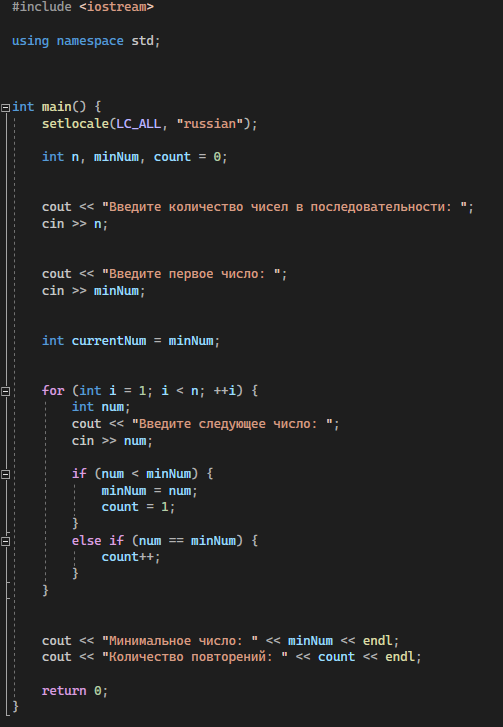 #include <iostream>
using namespace std;
int main() {
setlocale(LC_ALL, "russian");
int n, minNum, count = 0;
cout << "Введите количество чисел в последовательности: ";
cin >> n;
cout << "Введите первое число: ";
cin >> minNum;
int currentNum = minNum;
for (int i = 1; i < n; ++i) {
int num;
cout << "Введите следующее число: ";
cin >> num;
if (num < minNum) {
minNum = num;
count = 1;
}
else if (num == minNum) {
count++;
}
}
cout << "Минимальное число: " << minNum << endl;
cout << "Количество повторений: " << count << endl;
return 0;
}